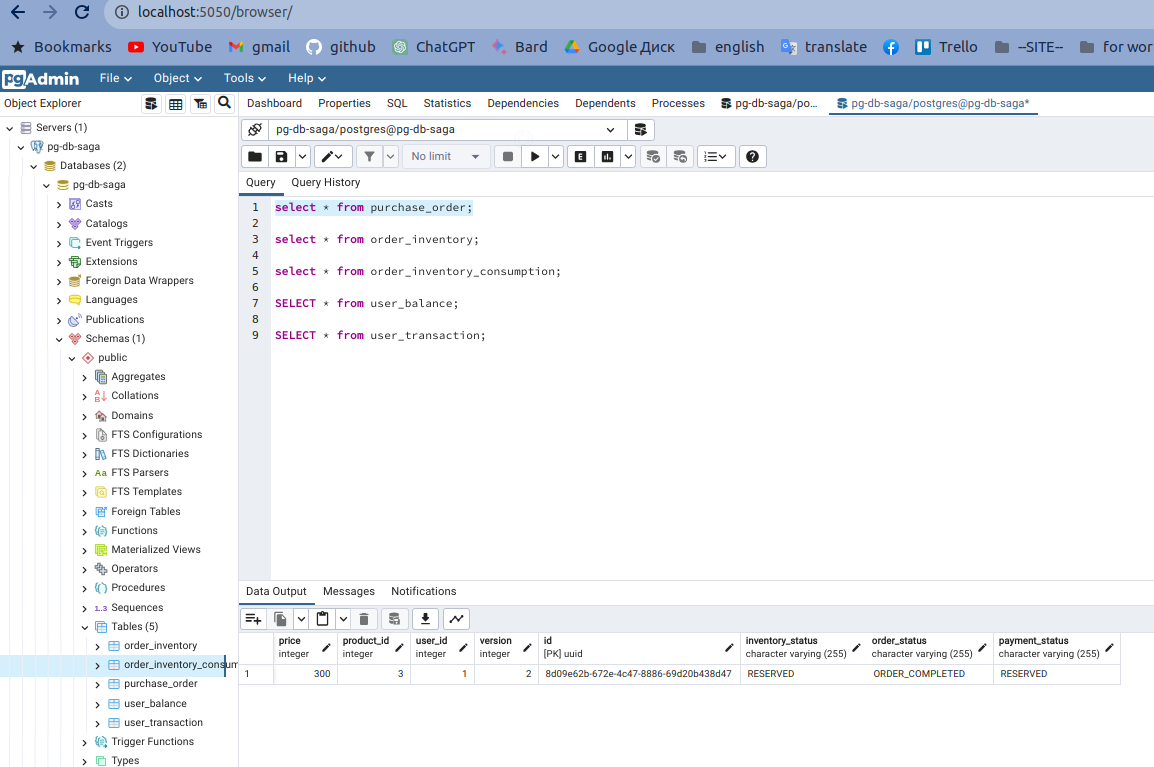 localhost:5050/browser/
Bookmarks YouTube gmail github ChatGPT Bard Google Диск english translate Trello --SITE-- for wor
pgAdmin File Object Tools Help
Object Explorer
Dashboard Properties SQL Statistics Dependencies Dependents Processes pg-db-saga/po... pg-db-saga/postgres@pg-db-saga*
Servers (1)
pg-db-saga
Databases (2)
pg-db-saga
Casts
Catalogs
Event Triggers
Extensions
Foreign Data Wrappers
Languages
Publications
Schemas (1)
public
Aggregates
Collations
Domains
FTS Configurations
FTS Dictionaries
FTS Parsers
FTS Templates
Foreign Tables
Functions
Materialized Views
Operators
Procedures
Sequences
Tables (5)
order_inventory
order_inventory_consum
purchase_order
user_balance
user_transaction
Trigger Functions
Types
pg-db-saga/postgres@pg-db-saga
No limit
Query Query History
1 select * from purchase_order;
2
3 select * from order_inventory;
4
5 select * from order_inventory_consumption;
6
7 SELECT * from user_balance;
8
9 SELECT * from user_transaction;
Data Output Messages Notifications
price product_id user_id version id inventory_status order_status payment_status
integer integer integer integer [PK] uuid character varying (255) character varying (255) character varying (255)
1 300 3 1 2 8d09e62b-672e-4c47-8886-69d20b438d47 RESERVED ORDER_COMPLETED RESERVED